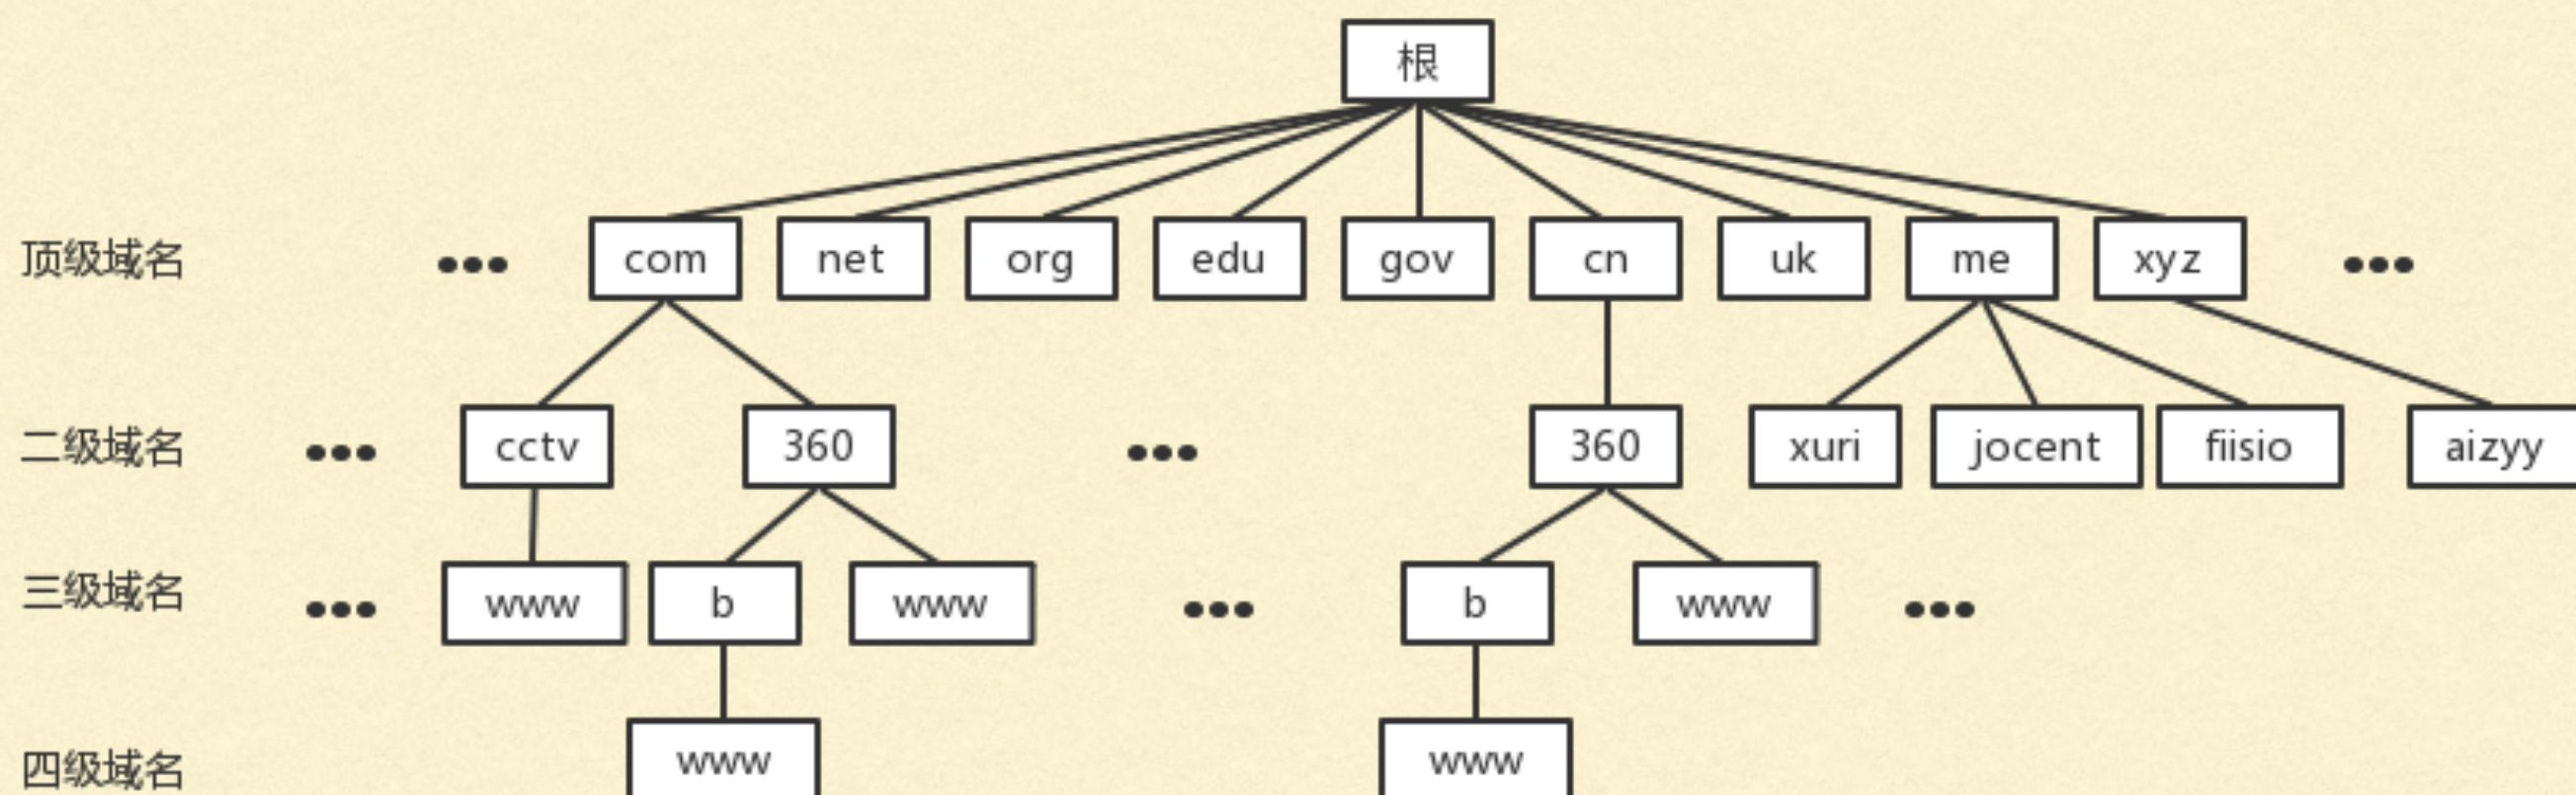 根
顶级域名 ••• com net org edu gov cn uk me xyz •••
二级域名 ••• cctv 360 ••• 360 xuri jocent fiisio aizyy
三级域名 ••• www b www ••• b www •••
四级域名 www www